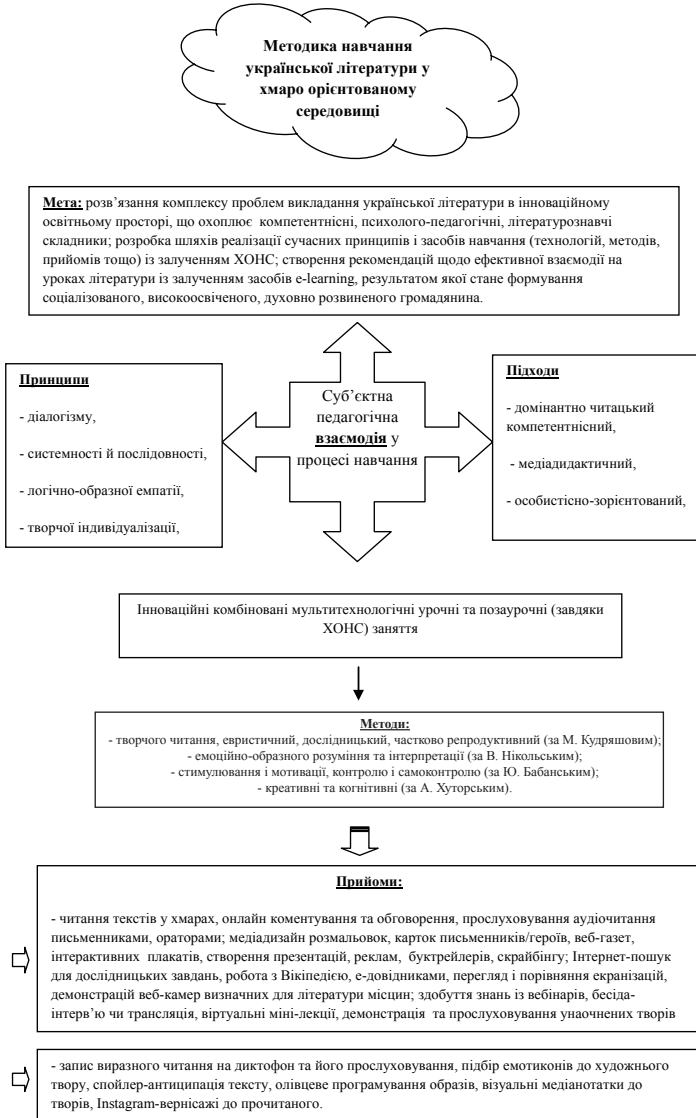 Методика навчання
української літератури у
хмаро орієнтованому
середовищі
Мета: розв’язання комплексу проблем викладання української літератури в інноваційному
освітньому просторі, що охоплює компетентнісні, психолого-педагогічні, літературознавчі
складники; розробка шляхів реалізації сучасних принципів і засобів навчання (технологій, методів,
прийомів тощо) із залученням ХОНС; створення рекомендацій щодо ефективної взаємодії на
уроках літератури із залученням засобів e-learning, результатом якої стане формування
соціалізованого, високоосвіченого, духовно розвиненого громадянина.
Принципи
- діалогізму,
- системності й послідовності,
- логічно-образної емпатії,
- творчої індивідуалізації,
Суб’єктна
педагогічна
взаємодія у
процесі навчання
Підходи
- домінантно читацький
компетентнісний,
- медіадидактичний,
- особистісно-зорієнтований,
Інноваційні комбіновані мультитехнологічні урочні та позаурочні (завдяки
ХОНС) заняття
Методи:
- творчого читання, евристичний, дослідницький, частково репродуктивний (за М. Кудряшовим);
- емоційно-образного розуміння та інтерпретації (за В. Нікольським);
- стимулювання і мотивації, контролю і самоконтролю (за Ю. Бабанським);
- креативні та когнітивні (за А. Хуторським).
Прийоми:
- читання текстів у хмарах, онлайн коментування та обговорення, прослуховування аудіочитання
письменниками, ораторами; медіадизайн розмальовок, карток письменників/героїв, веб-газет,
інтерактивних плакатів, створення презентацій, реклам, буктрейлерів, скрайбінгу; Інтернет-пошук
для дослідницьких завдань, робота з Вікіпедією, е-довідниками, перегляд і порівняння екранізацій,
демонстрацій веб-камер визначних для літератури місцин; здобуття знань із вебінарів, бесіда-
інтерв’ю чи трансляція, віртуальні міні-лекції, демонстрація та прослуховування унаочнених творів
- запис виразного читання на диктофон та його прослуховування, підбір емотиконів до художнього
твору, спойлер-антиципація тексту, олівцеве програмування образів, візуальні медіанотатки до
творів, Instagram-вернісажі до прочитаного.